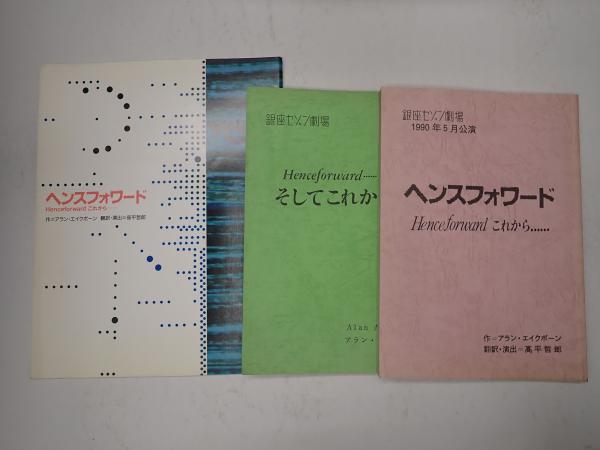 ヘンスフォワード
Henceforward これから
作=アラン・エイクボーン 翻訳・演出=高平哲郎
銀座セゾン劇場
Henceforward……
そしてこれか
Alan
アラン・
銀座セゾン劇場
1990年5月公演
ヘンスフォワード
Henceforward これから……
作=アラン・エイクボーン
翻訳・演出=高平哲郎